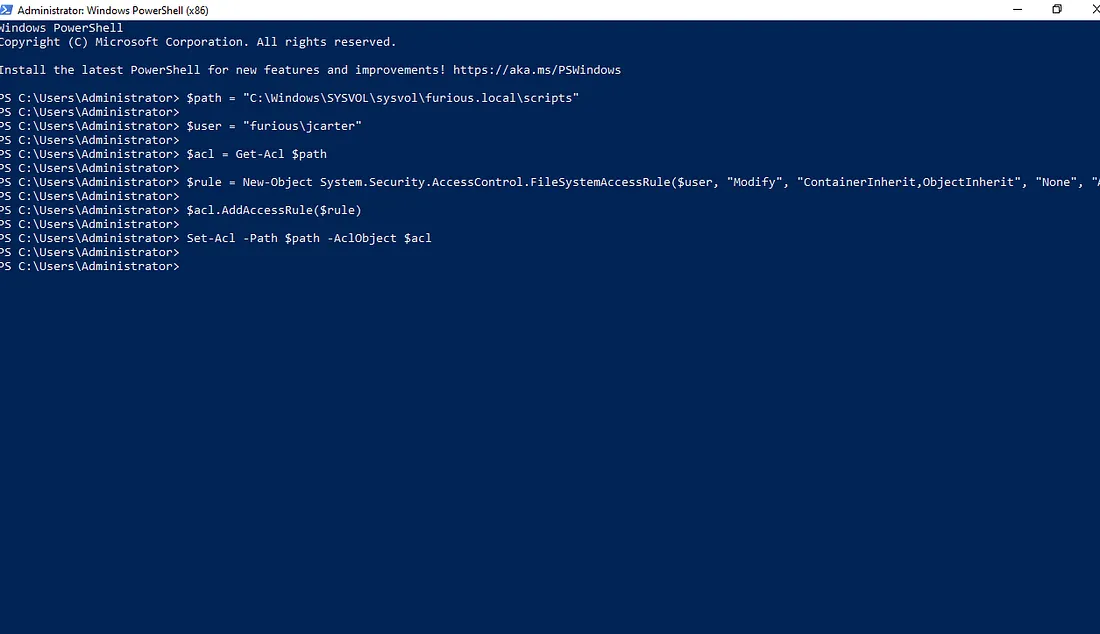 Administrator: Windows PowerShell (x86)
Windows PowerShell
Copyright (C) Microsoft Corporation. All rights reserved.
Install the latest PowerShell for new features and improvements! https://aka.ms/PSWindows
PS C:\Users\Administrator> $path = "C:\Windows\SYSVOL\sysvol\furious.local\scripts"
PS C:\Users\Administrator>
PS C:\Users\Administrator> $user = "furious\jcarter"
PS C:\Users\Administrator>
PS C:\Users\Administrator> $acl = Get-Acl $path
PS C:\Users\Administrator>
PS C:\Users\Administrator> $rule = New-Object System.Security.AccessControl.FileSystemAccessRule($user, "Modify", "ContainerInherit,ObjectInherit", "None", "
PS C:\Users\Administrator>
PS C:\Users\Administrator> $acl.AddAccessRule($rule)
PS C:\Users\Administrator>
PS C:\Users\Administrator> Set-Acl -Path $path -AclObject $acl
PS C:\Users\Administrator>
PS C:\Users\Administrator>